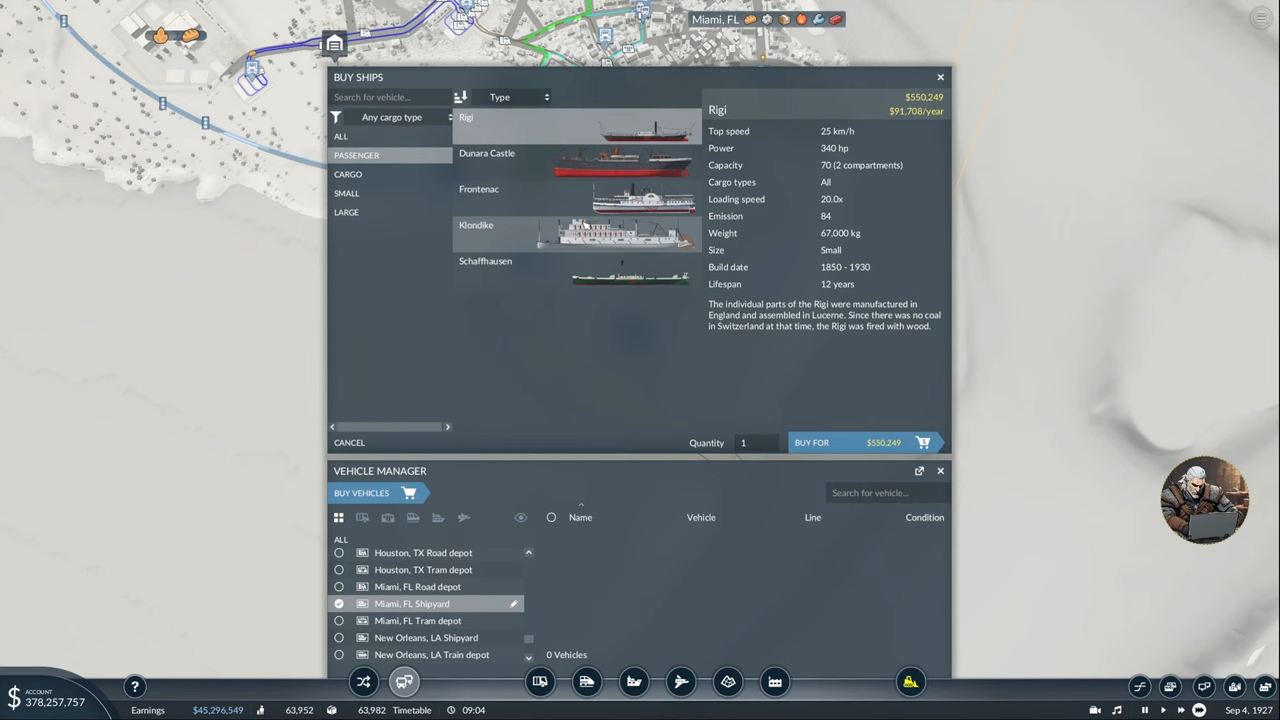 Miami, FL
BUY SHIPS
Search for vehicle...
Type
$550,249
Rigi
$91,708/year
Any cargo type
ALL
PASSENGER
CARGO
SMALL
LARGE
Rigi
Dunara Castle
Frontenac
Klondike
Schaffhausen
Top speed 25 km/h
Power 340 hp
Capacity 70 (2 compartments)
Cargo types All
Loading speed 20.0x
Emission 84
Weight 67,000 kg
Size Small
Build date 1850 - 1930
Lifespan 12 years
The individual parts of the Rigi were manufactured in
England and assembled in Lucerne. Since there was no coal
in Switzerland at that time, the Rigi was fired with wood.
CANCEL
Quantity 1
BUY FOR $550,249
VEHICLE MANAGER
BUY VEHICLES
Search for vehicle...
Name Vehicle Line Condition
ALL
Houston, TX Road depot
Houston, TX Tram depot
Miami, FL Road depot
Miami, FL Shipyard
Miami, FL Tram depot
New Orleans, LA Shipyard
New Orleans, LA Train depot
0 Vehicles
$ ACCOUNT
378,257,757
?
Earnings $45,296,549 63,952 63,982 Timetable 09:04
Sep 4, 1927